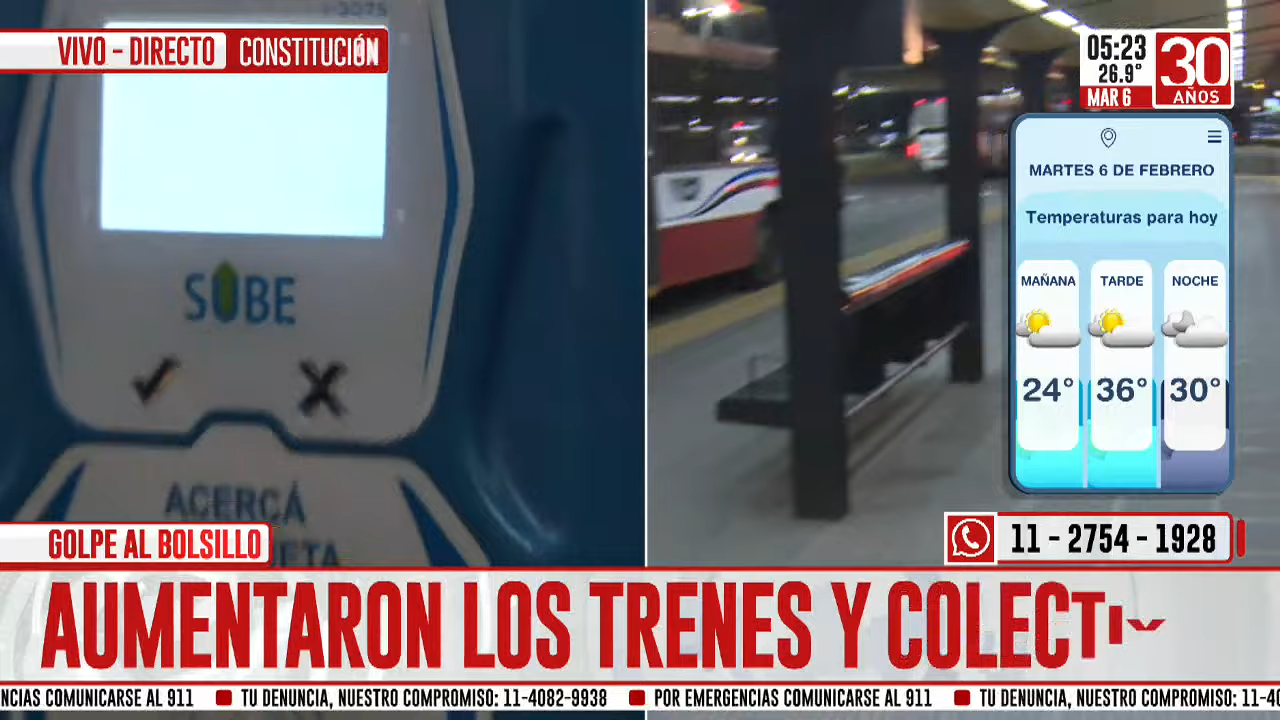 VIVO - DIRECTO CONSTITUCIÓN
05:23
26.9°
MAR 6
30
AÑOS
MARTES 6 DE FEBRERO
Temperaturas para hoy
MAÑANA TARDE NOCHE
24° 36° 30°
SUBE
ACERCÁ
11 - 2754 - 1928
GOLPE AL BOLSILLO
AUMENTARON LOS TRENES Y COLECTIV
NCIAS COMUNICARSE AL 911 TU DENUNCIA, NUESTRO COMPROMISO: 11-4082-9938 POR EMERGENCIAS COMUNICARSE AL 911 TU DENUNCIA, NUESTRO COMPROMISO: 11-4